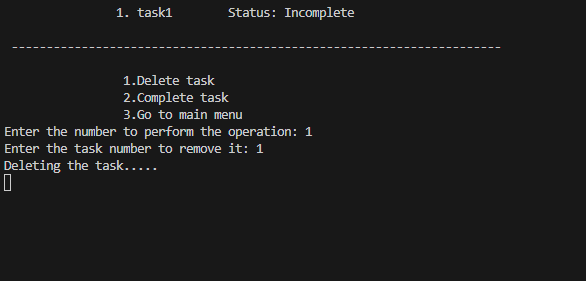 1. task1 Status: Incomplete
----------------------------------------------------------------------
1.Delete task
2.Complete task
3.Go to main menu
Enter the number to perform the operation: 1
Enter the task number to remove it: 1
Deleting the task.....